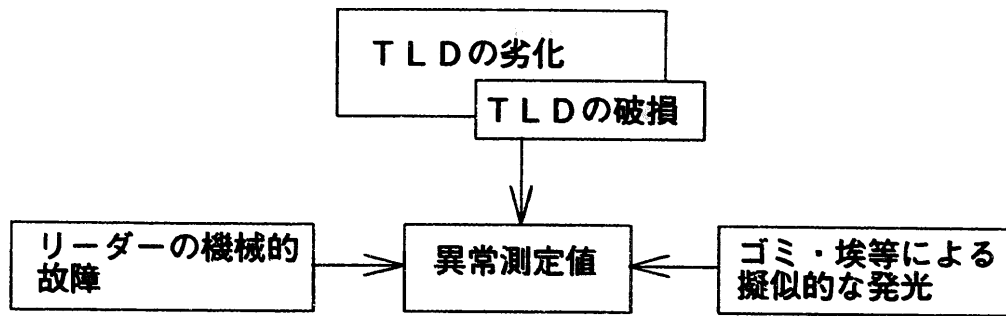 TLDの劣化
TLDの破損
リーダーの機械的
故障
異常測定値
ゴミ・埃等による
擬似的な発光